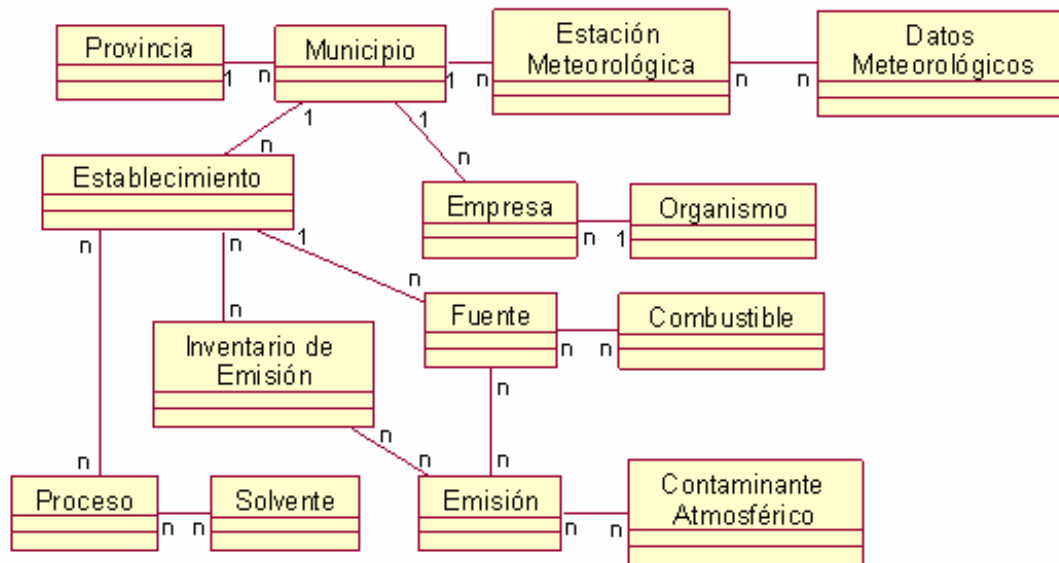 Provincia
Municipio
Estación
Meteorológica
Datos
Meteorológicos
1 n
1 n
n n
1
n
1
n
Establecimiento
Empresa
Organismo
n 1
n
n
1
n
n
n
Fuente
Combustible
n n
Inventario de
Emisión
n
n
n
n
n
Proceso
Solvente
Emisión
Contaminante
Atmosférico
n n
n n